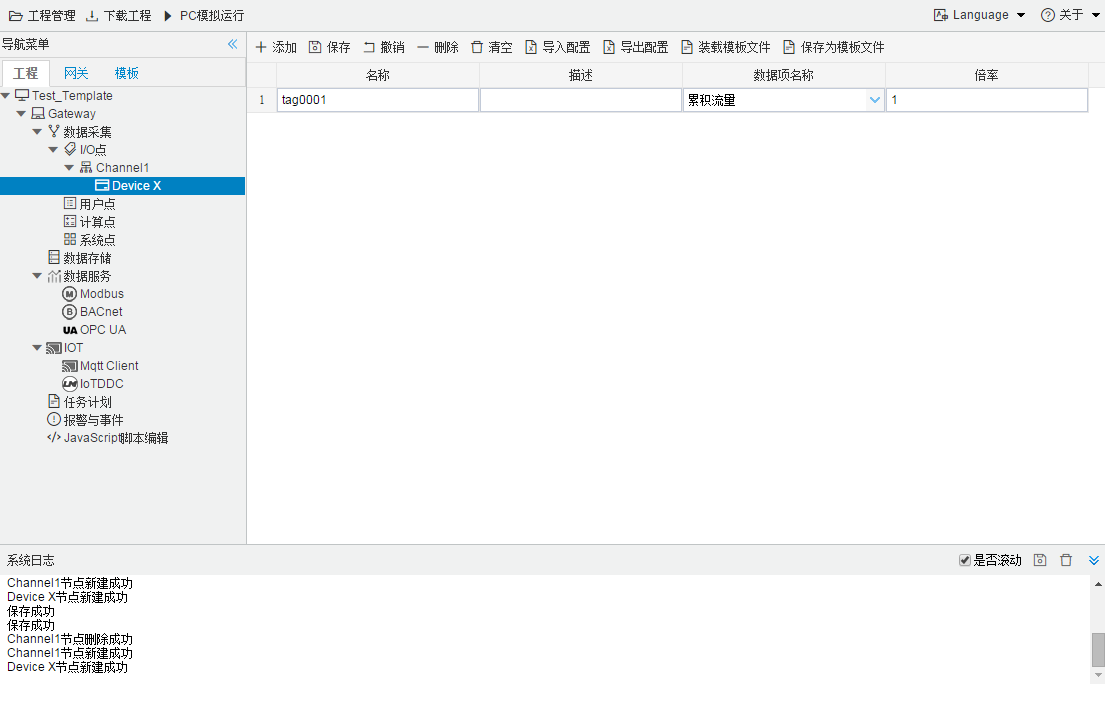 工程管理 下载工程 PC模拟运行 Language 关于
导航菜单
添加 保存 撤销 删除 清空 导入配置 导出配置 装载模板文件 保存为模板文件
工程 网关 模板
名称 描述 数据项名称 倍率
1 tag0001 累积流量 1
Test_Template
Gateway
数据采集
I/O点
Channel1
Device X
用户点
计算点
系统点
数据存储
数据服务
Modbus
BACnet
UA OPC UA
IOT
Mqtt Client
IoTDDC
任务计划
报警与事件
JavaScript脚本编辑
系统日志 是否滚动
Channel1节点新建成功
Device X节点新建成功
保存成功
保存成功
Channel1节点删除成功
Channel1节点新建成功
Device X节点新建成功